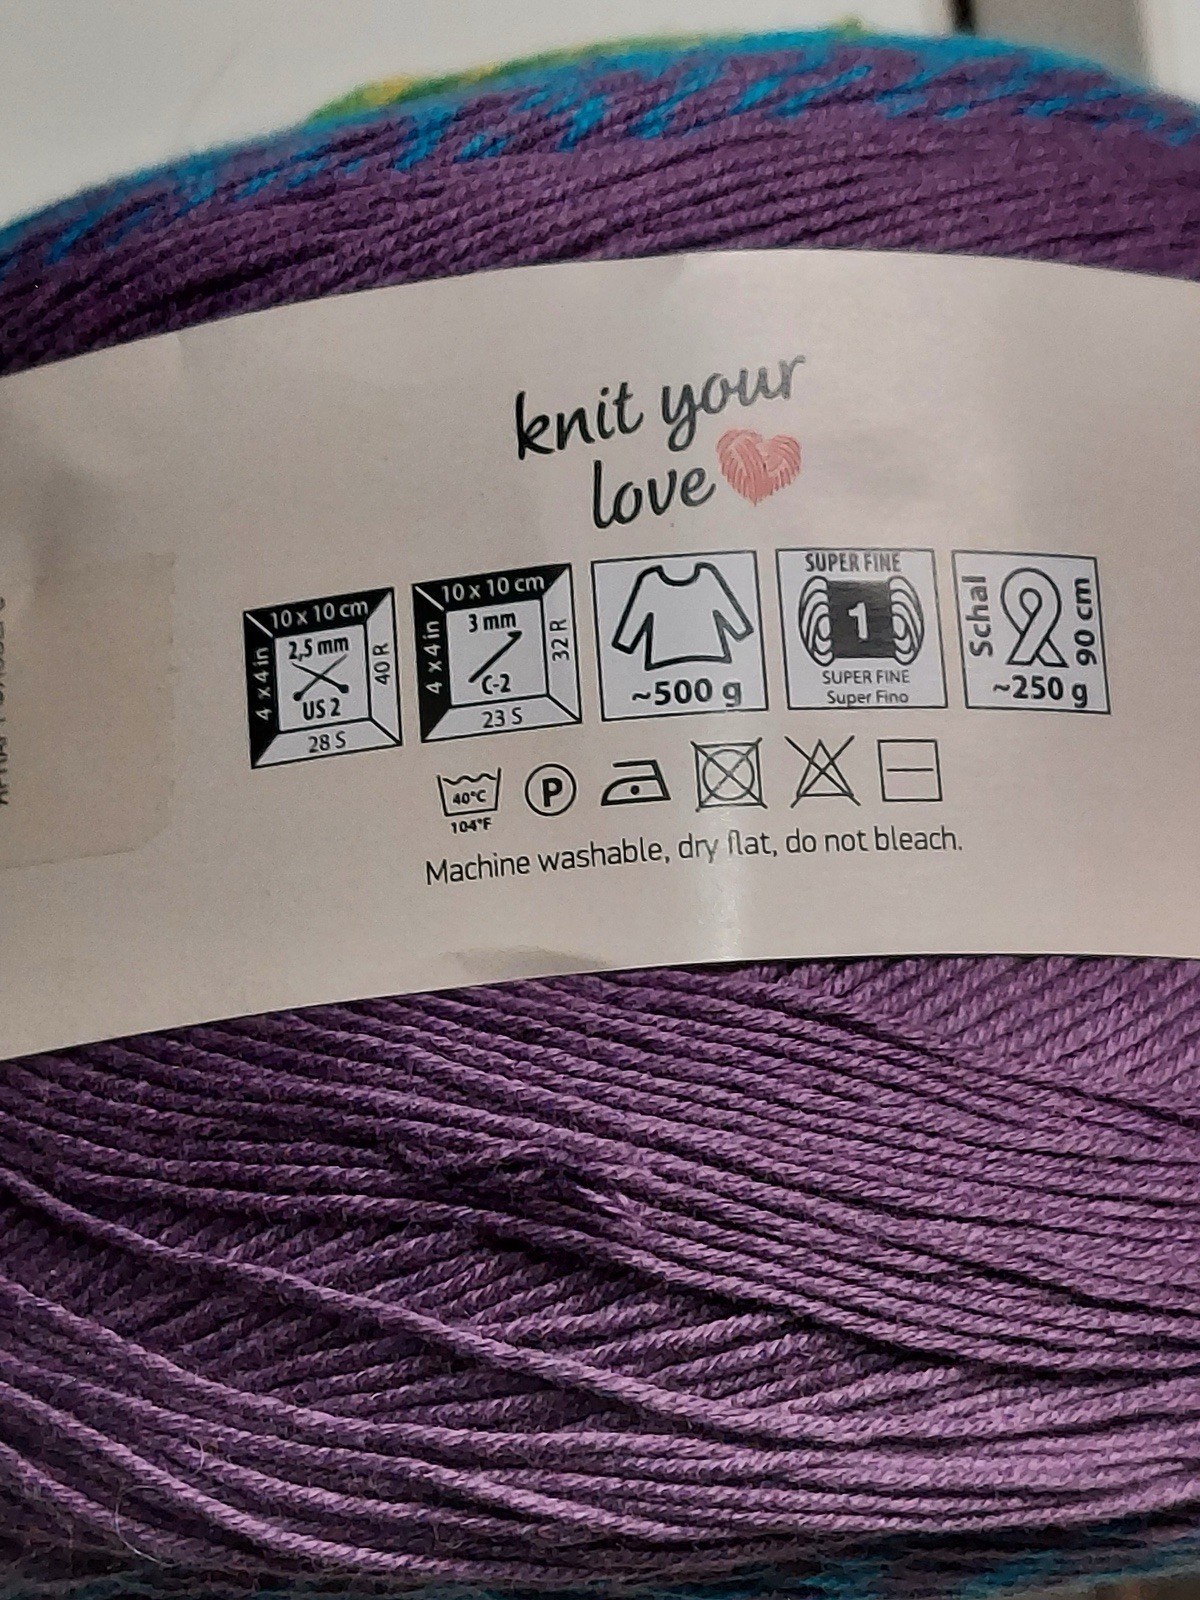 knit your
love
10 x 10 cm
4 x 4 in
2,5 mm
US 2
40 R
28 S
10 x 10 cm
4 x 4 in
3 mm
C-2
32 R
23 S
~500 g
SUPER FINE
1
SUPER FINE
Super Fino
Schal
90 cm
~250 g
40°C
104°F
P
Machine washable, dry flat, do not bleach.